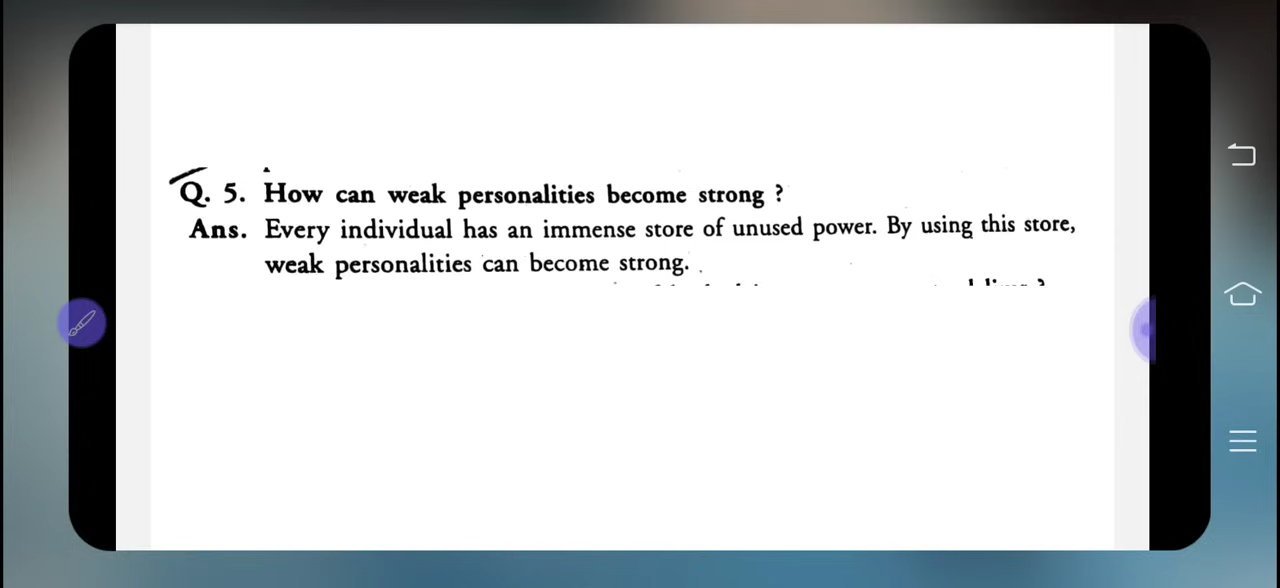 Q. 5. How can weak personalities become strong ?
Ans. Every individual has an immense store of unused power. By using this store,
weak personalities can become strong.